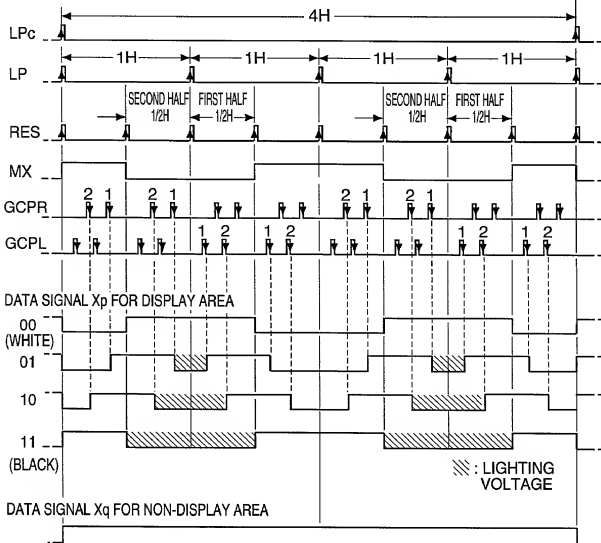 4H
LPc
1H 1H 1H 1H
LP
SECOND HALF FIRST HALF SECOND HALF FIRST HALF
1/2H 1/2H 1/2H 1/2H
RES
MX
2 1 2 1 2 1 2 1
GCPR
1 2 1 2 1 2 1 2
GCPL
DATA SIGNAL Xp FOR DISPLAY AREA
00
(WHITE)
01
10
11
(BLACK)
: LIGHTING
VOLTAGE
DATA SIGNAL Xq FOR NON-DISPLAY AREA